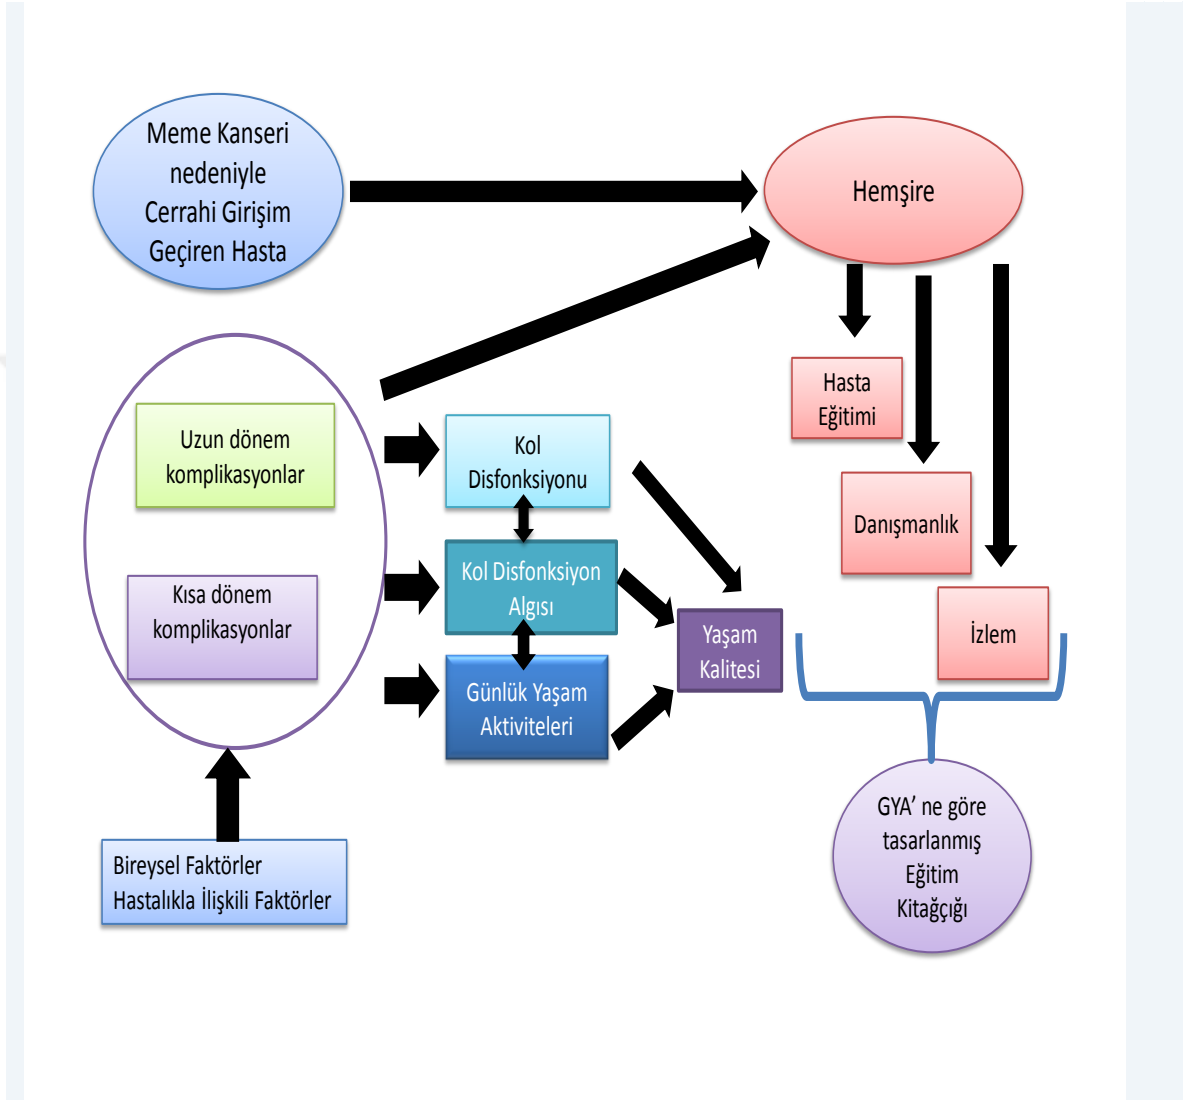 Meme Kanseri
nedeniyle
Cerrahi Girişim
Geçiren Hasta
Hemşire
Hasta
Eğitimi
Uzun dönem
komplikasyonlar
Kol
Disfonksiyonu
Danışmanlık
Kol Disfonksiyon
Algısı
Kısa dönem
komplikasyonlar
Yaşam
Kalitesi
İzlem
Günlük Yaşam
Aktiviteleri
GYA' ne göre
tasarlanmış
Eğitim
Kitağçığı
Bireysel Faktörler
Hastalıkla İlişkili Faktörler